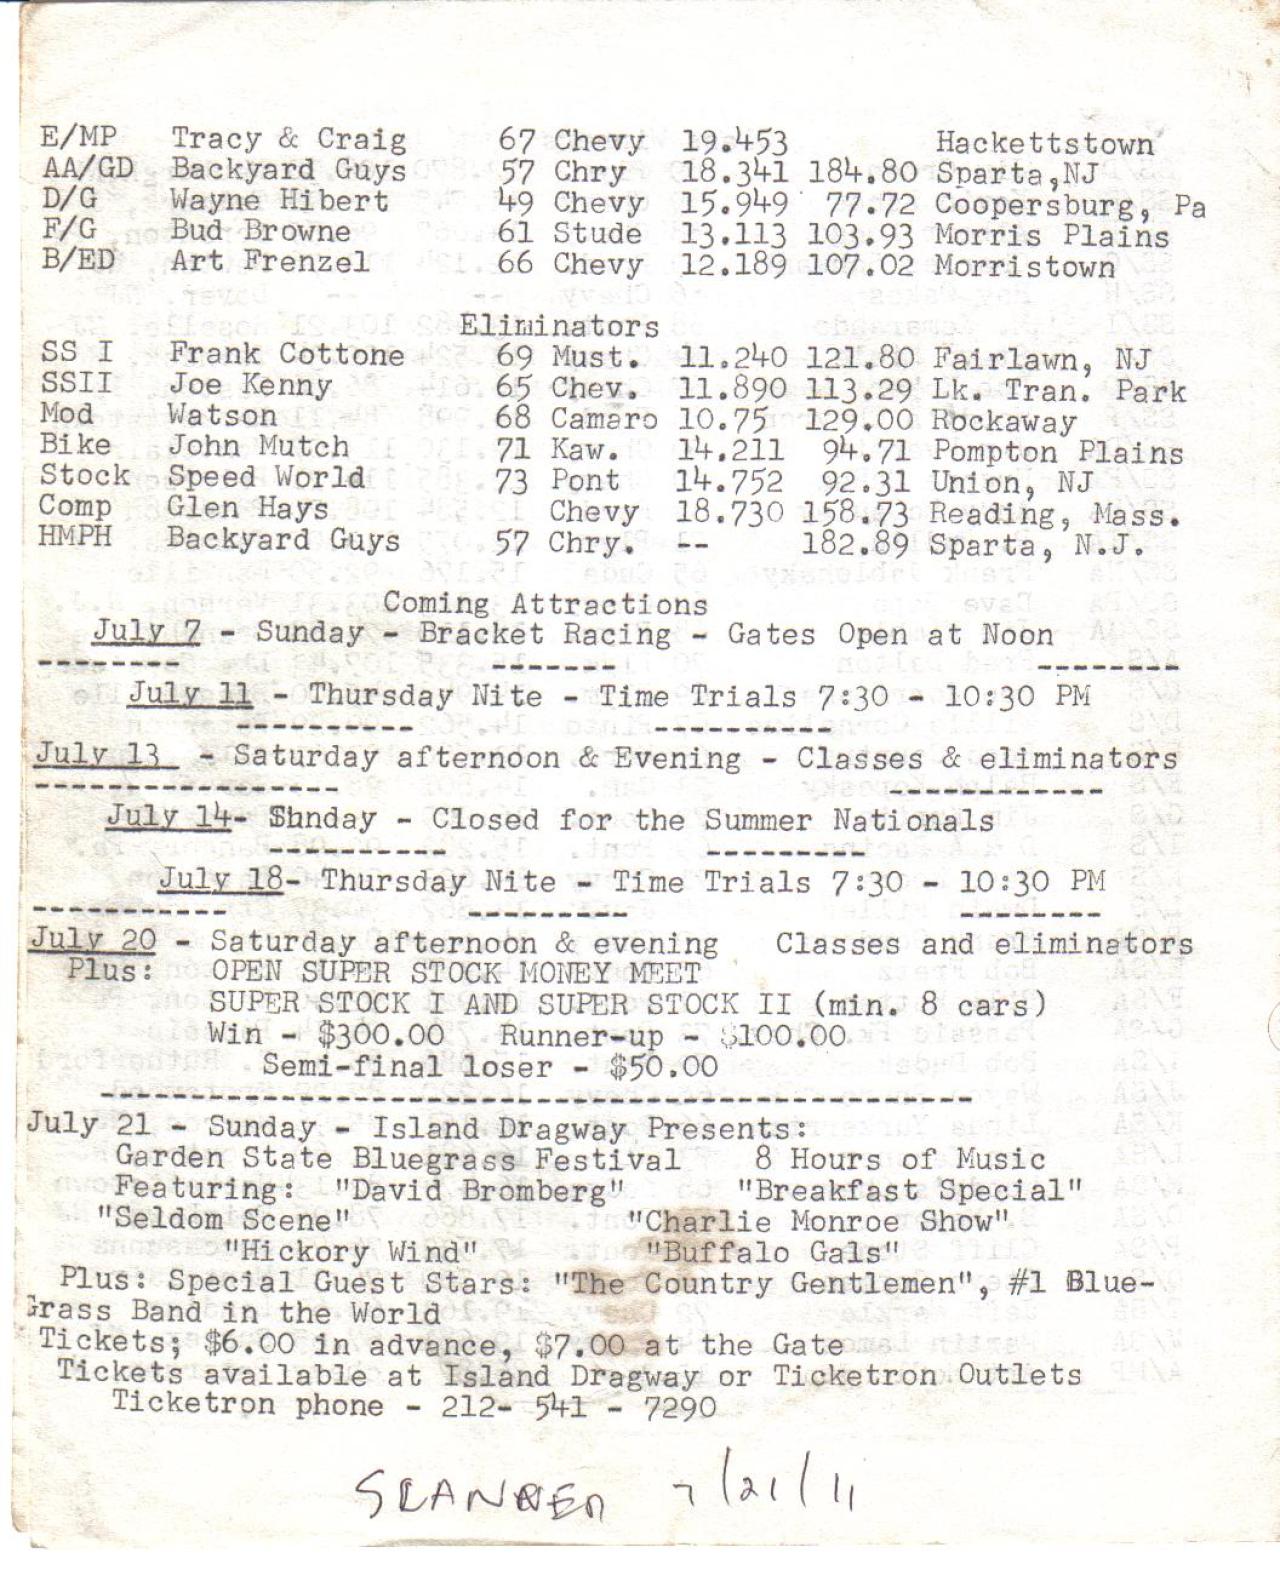 E/MP Tracy & Craig 67 Chevy 19.453 Hackettstown
AA/GD Backyard Guys 57 Chry 18.341 184.80 Sparta,NJ
D/G Wayne Hibert 49 Chevy 15.949 77.72 Coopersburg, Pa
F/G Bud Browne 61 Stude 13.113 103.93 Morris Plains
B/ED Art Frenzel 66 Chevy 12.189 107.02 Morristown
Eliminators
SS I Frank Cottone 69 Must. 11.240 121.80 Fairlawn, NJ
SSII Joe Kenny 65 Chev. 11.890 113.29 Lk. Tran. Park
Mod Watson 68 Camaro 10.75 129.00 Rockaway
Bike John Mutch 71 Kaw. 14.211 94.71 Pompton Plains
Stock Speed World 73 Pont 14.752 92.31 Union, NJ
Comp Glen Hays Chevy 18.730 158.73 Reading, Mass.
HMPH Backyard Guys 57 Chry. -- 182.89 Sparta, N.J.
Coming Attractions
July 7 - Sunday - Bracket Racing - Gates Open at Noon
July 11 - Thursday Nite - Time Trials 7:30 - 10:30 PM
July 13 - Saturday afternoon & Evening - Classes & eliminators
July 14- Sunday - Closed for the Summer Nationals
July 18- Thursday Nite - Time Trials 7:30 - 10:30 PM
July 20 - Saturday afternoon & evening Classes and eliminators
Plus: OPEN SUPER STOCK MONEY MEET
SUPER STOCK I AND SUPER STOCK II (min. 8 cars)
Win - $300.00 Runner-up - $100.00
Semi-final loser - $50.00
July 21 - Sunday - Island Dragway Presents:
Garden State Bluegrass Festival 8 Hours of Music
Featuring: "David Bromberg" "Breakfast Special"
"Seldom Scene" "Charlie Monroe Show"
"Hickory Wind" "Buffalo Gals"
Plus: Special Guest Stars: "The Country Gentlemen", #1 Blue-
Grass Band in the World
Tickets; $6.00 in advance, $7.00 at the Gate
Tickets available at Island Dragway or Ticketron Outlets
Ticketron phone - 212- 541 - 7290
SCANNED 7/21/11